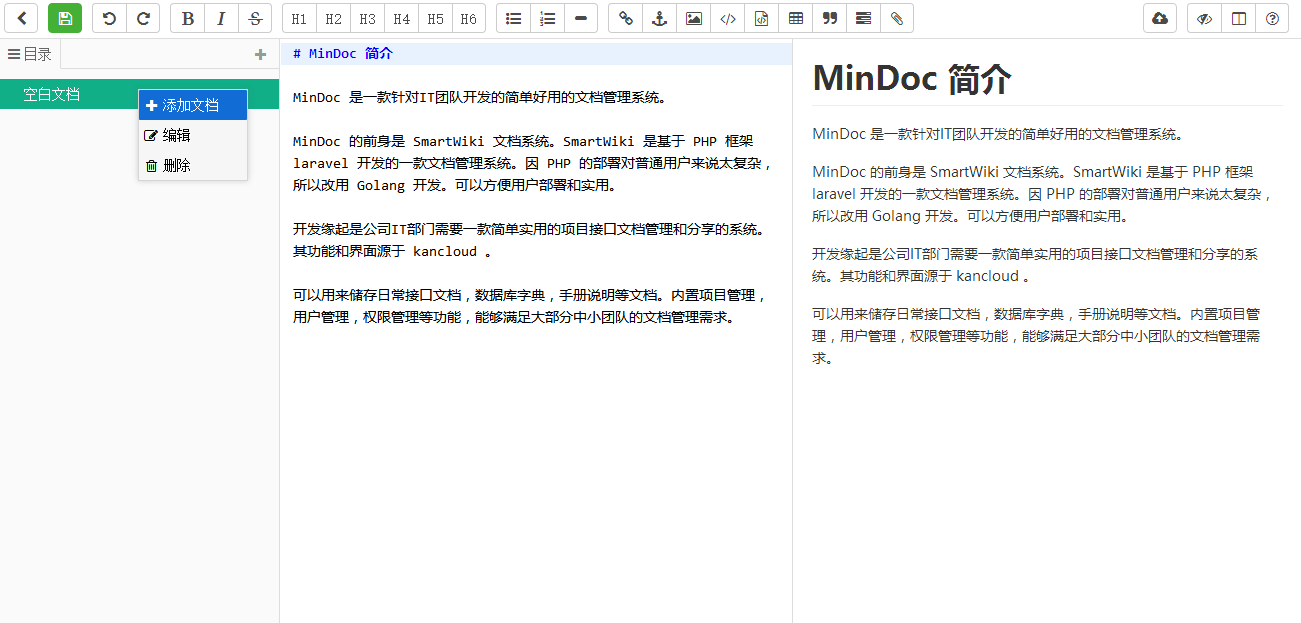 B I S H1 H2 H3 H4 H5 H6
目录
空白文档
添加文档
编辑
删除
# MinDoc 简介
MinDoc 是一款针对IT团队开发的简单好用的文档管理系统。
MinDoc 的前身是 SmartWiki 文档系统。SmartWiki 是基于 PHP 框架
laravel 开发的一款文档管理系统。因 PHP 的部署对普通用户来说太复杂，
所以改用 Golang 开发。可以方便用户部署和实用。
开发缘起是公司IT部门需要一款简单实用的项目接口文档管理和分享的系统。
其功能和界面源于 kancloud 。
可以用来储存日常接口文档，数据库字典，手册说明等文档。内置项目管理，
用户管理，权限管理等功能，能够满足大部分中小团队的文档管理需求。
MinDoc 简介
MinDoc 是一款针对IT团队开发的简单好用的文档管理系统。
MinDoc 的前身是 SmartWiki 文档系统。SmartWiki 是基于 PHP 框架
laravel 开发的一款文档管理系统。因 PHP 的部署对普通用户来说太复杂，
所以改用 Golang 开发。可以方便用户部署和实用。
开发缘起是公司IT部门需要一款简单实用的项目接口文档管理和分享的系
统。其功能和界面源于 kancloud 。
可以用来储存日常接口文档，数据库字典，手册说明等文档。内置项目管
理，用户管理，权限管理等功能，能够满足大部分中小团队的文档管理需
求。